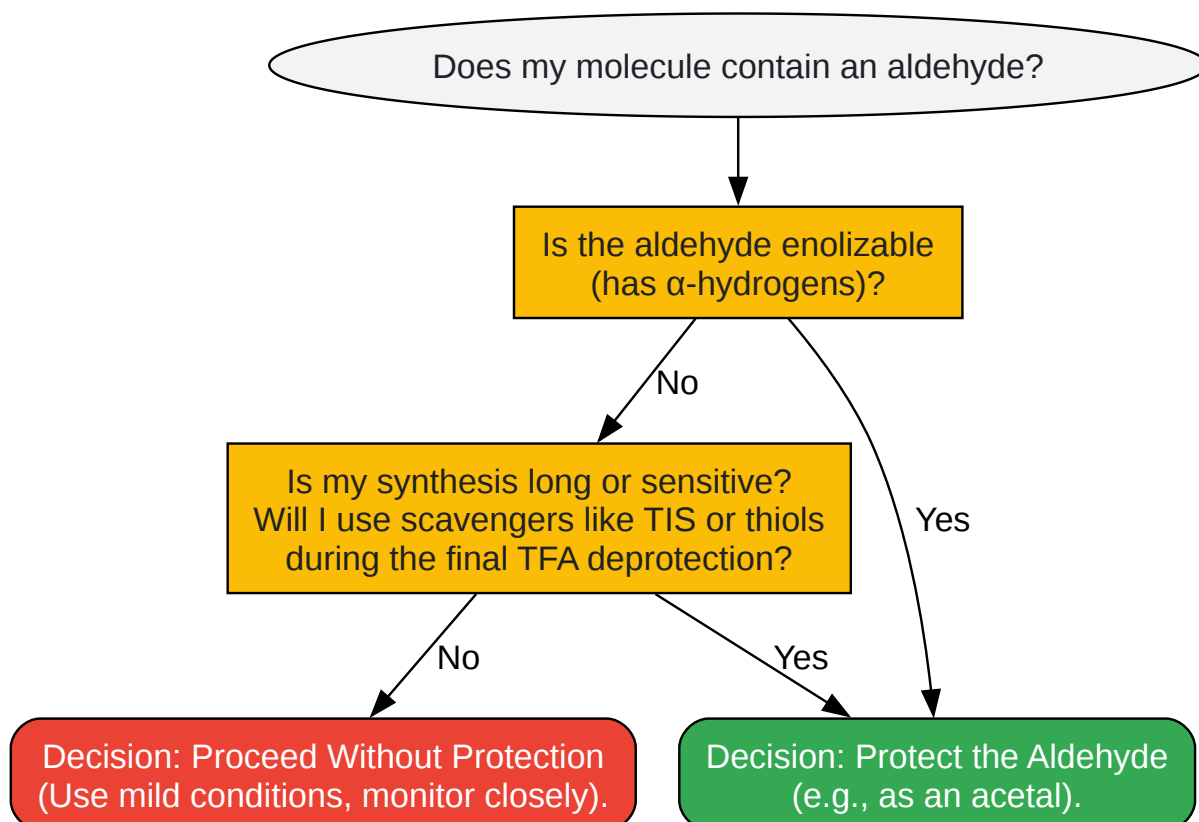 Does my molecule contain an aldehyde?
Is the aldehyde enolizable
(has α-hydrogens)?
No
Is my synthesis long or sensitive?
Will I use scavengers like TIS or thiols
during the final TFA deprotection?
Yes
No
Yes
Decision: Proceed Without Protection
(Use mild conditions, monitor closely).
Decision: Protect the Aldehyde
(e.g., as an acetal).